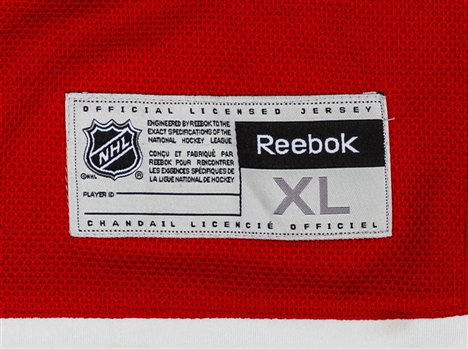 OFFICIAL LICENSED JERSEY
NHL
ENGINEERED BY REEBOK TO THE
EXACT SPECIFICATIONS OF THE
NATIONAL HOCKEY LEAGUE
CONÇU ET FABRIQUÉ PAR
REEBOK POUR RENCONTRER
LES EXIGENCES SPÉCIFIQUES DE
LA LIGUE NATIONALE DE HOCKEY
©NHL ®
PLAYER ID
Reebok
XL
CHANDAIL LICENCIÉ OFFICIEL